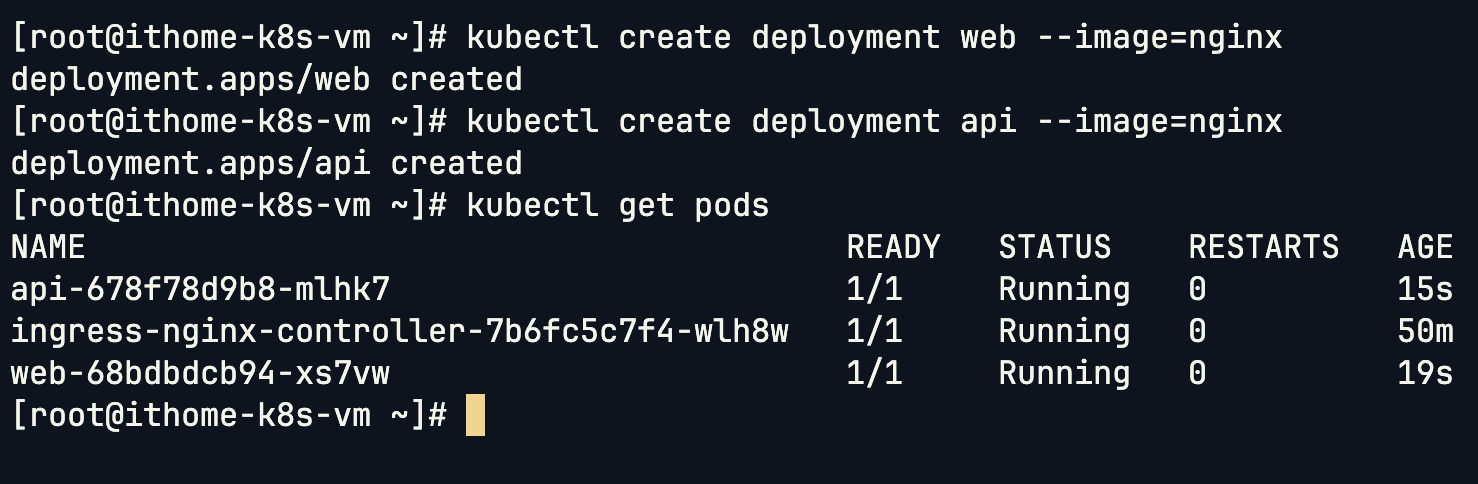 [root@ithome-k8s-vm ~]# kubectl create deployment web --image=nginx
deployment.apps/web created
[root@ithome-k8s-vm ~]# kubectl create deployment api --image=nginx
deployment.apps/api created
[root@ithome-k8s-vm ~]# kubectl get pods
NAME                                        READY   STATUS    RESTARTS   AGE
api-678f78d9b8-mlhk7                        1/1     Running   0          15s
ingress-nginx-controller-7b6fc5c7f4-wlh8w   1/1     Running   0          50m
web-68bdbdcb94-xs7vw                        1/1     Running   0          19s
[root@ithome-k8s-vm ~]#